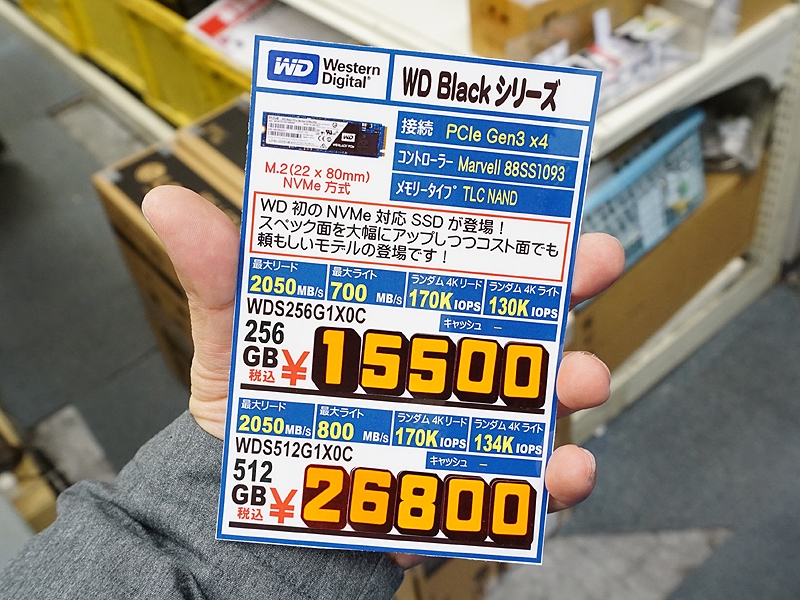 WD Western Digital
WD Black シリーズ
接続 PCIe Gen3 x4
コントローラー Marvell 88SS1093
メモリータイプ TLC NAND
M.2(22 x 80mm)
NVMe 方式
WD 初の NVMe 対応 SSD が登場！
スペック面を大幅にアップしつつコスト面でも
頼もしいモデルの登場です！
最大リード 最大ライト ランダム 4K リード ランダム 4K ライト
2050MB/s 700 MB/s 170K IOPS 130K IOPS
WDS256G1X0C
キャッシュ －
256 GB 税込 ¥15500
最大リード 最大ライト ランダム 4K リード ランダム 4K ライト
2050MB/s 800 MB/s 170K IOPS 134K IOPS
WDS512G1X0C
キャッシュ －
512 GB 税込 ¥26800